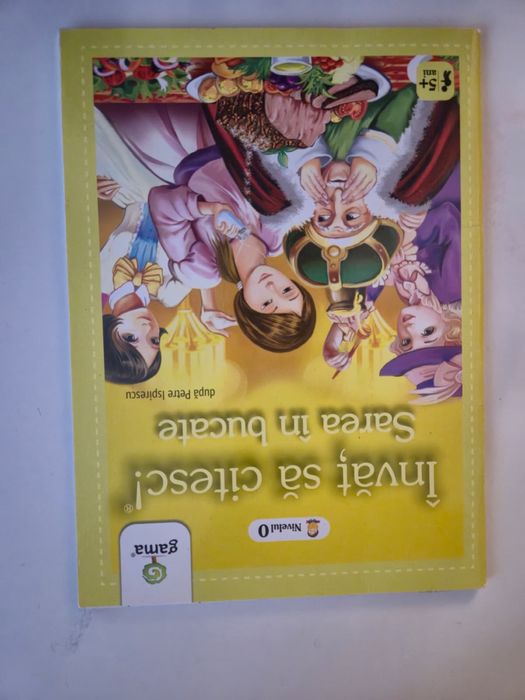 gama®
Nivelul 0
Învăț să citesc!®
Sarea în bucate
după Petre Ispirescu
5+
ani